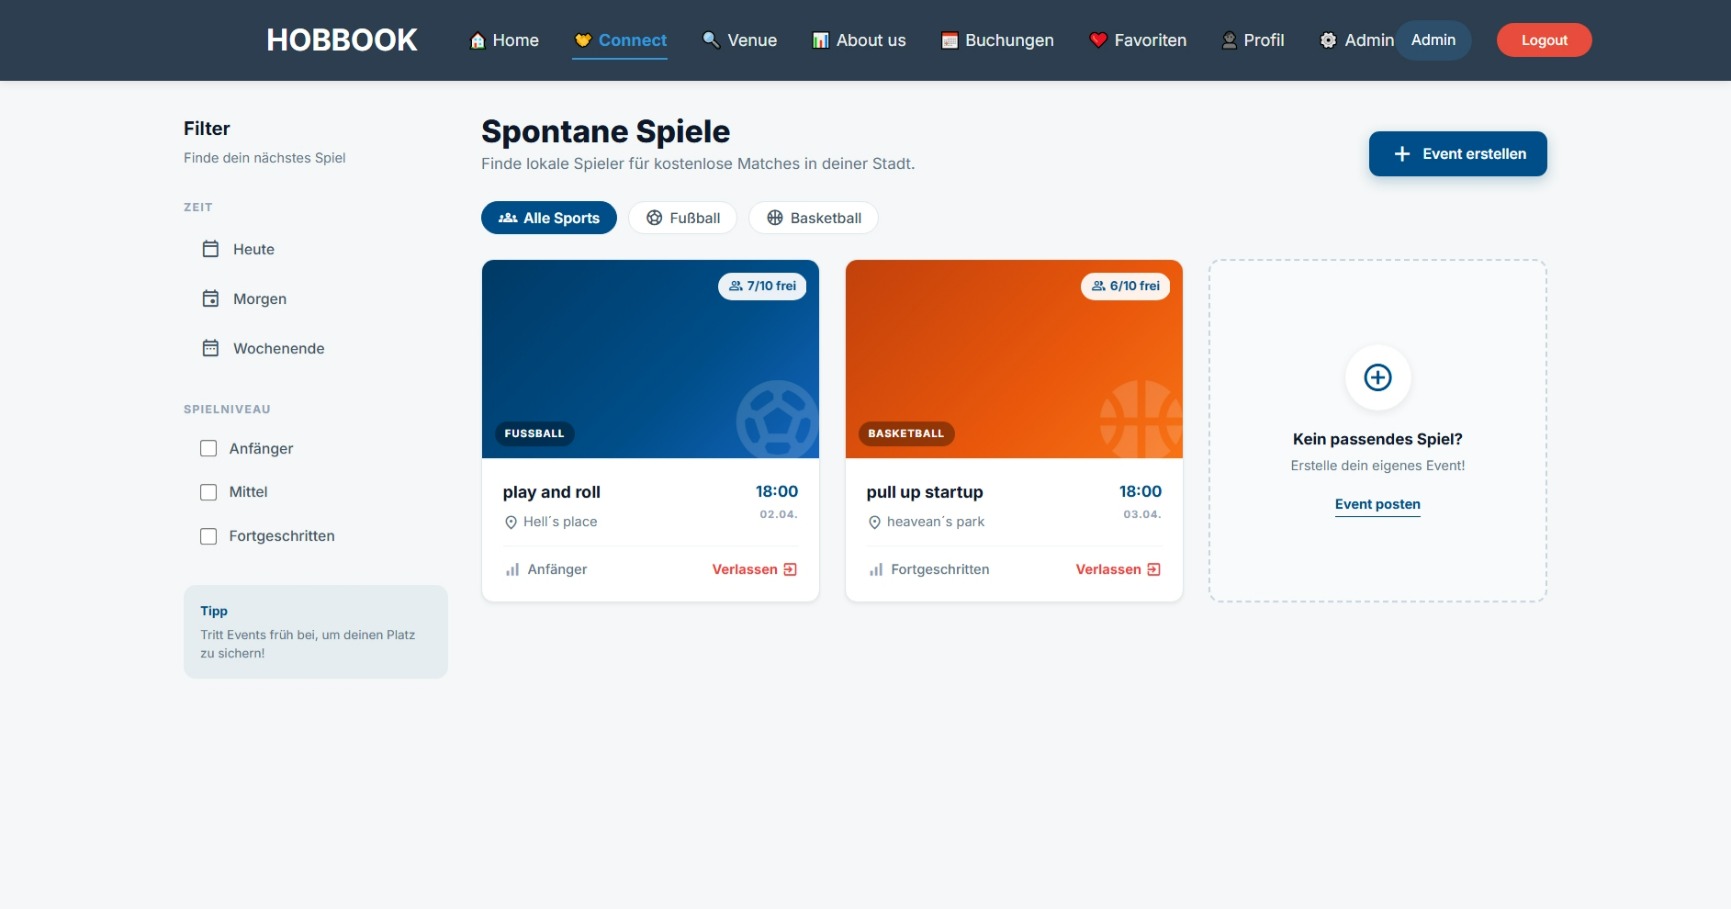 HOBBOOK
Home
Connect
Venue
About us
Buchungen
Favoriten
Profil
Admin
Admin
Logout
Filter
Finde dein nächstes Spiel
ZEIT
Heute
Morgen
Wochenende
SPIELNIVEAU
Anfänger
Mittel
Fortgeschritten
Tipp
Tritt Events früh bei, um deinen Platz
zu sichern!
Spontane Spiele
Finde lokale Spieler für kostenlose Matches in deiner Stadt.
Event erstellen
Alle Sports
Fußball
Basketball
7/10 frei
FUSSBALL
play and roll
18:00
Hell´s place
02.04.
Anfänger
Verlassen
6/10 frei
BASKETBALL
pull up startup
18:00
heavean´s park
03.04.
Fortgeschritten
Verlassen
Kein passendes Spiel?
Erstelle dein eigenes Event!
Event posten